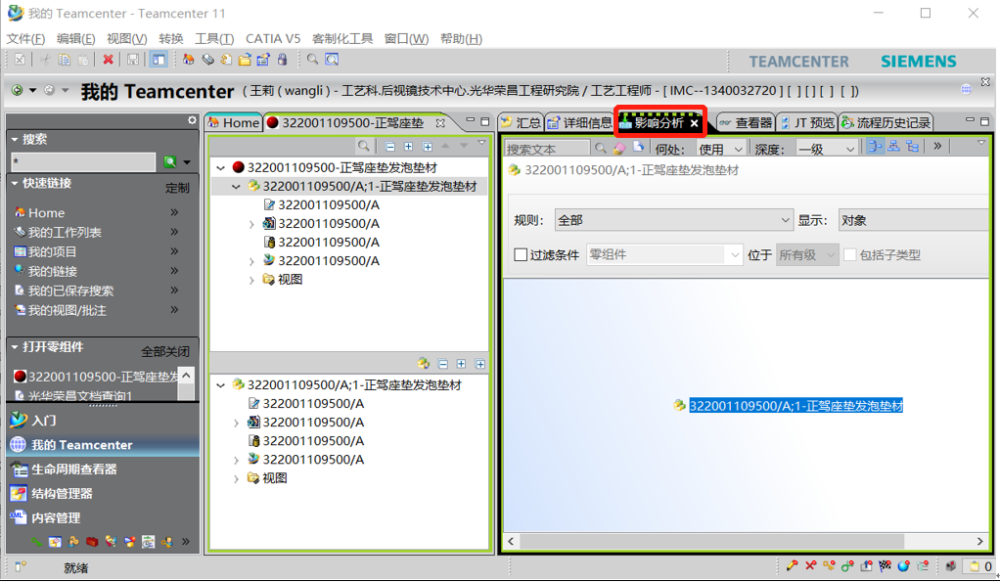 我的 Teamcenter - Teamcenter 11
文件(F) 编辑(E) 视图(V) 转换 工具(T) CATIA V5 客制化工具 窗口(W) 帮助(H)
TEAMCENTER SIEMENS
我的 Teamcenter ( 王莉 ( wangli ) - 工艺科.后视镜技术中心.光华荣昌工程研究院 / 工艺工程师 - [ IMC--1340032720 ] [ ] [ ] [ ] [ ])
搜索
*
快速链接 定制
Home »
我的工作列表 »
我的项目 »
我的链接 »
我的已保存搜索 »
我的视图/批注 »
打开零组件 全部关闭
322001109500-正驾座垫发
光华荣昌文档查询1
入门
我的 Teamcenter
生命周期查看器
结构管理器
内容管理
»
就绪
Home 322001109500-正驾座垫
322001109500-正驾座垫发泡垫材
322001109500/A;1-正驾座垫发泡垫材
322001109500/A
322001109500/A
322001109500/A
322001109500/A
视图
322001109500/A;1-正驾座垫发泡垫材
322001109500/A
322001109500/A
322001109500/A
322001109500/A
视图
汇总 详细信息 影响分析 查看器 JT 预览 流程历史记录
搜索文本 何处: 使用 深度: 一级 »
322001109500/A;1-正驾座垫发泡垫材
规则: 全部 显示: 对象
过滤条件 零组件 位于 所有级 包括子类型
322001109500/A;1-正驾座垫发泡垫材
0